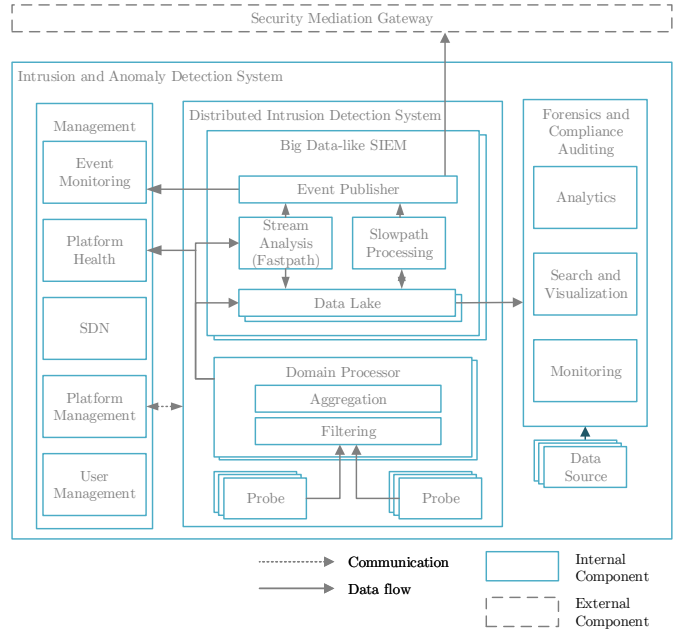 Security Mediation Gateway
Intrusion and Anomaly Detection System
Management
Event
Monitoring
Platform
Health
SDN
Platform
Management
User
Management
Distributed Intrusion Detection System
Big Data-like SIEM
Event Publisher
Stream
Analysis
(Fastpath)
Slowpath
Processing
Data Lake
Domain Processor
Aggregation
Filtering
Probe
Probe
Forensics and
Compliance
Auditing
Analytics
Search and
Visualization
Monitoring
Data
Source
Communication
Data flow
Internal
Component
External
Component